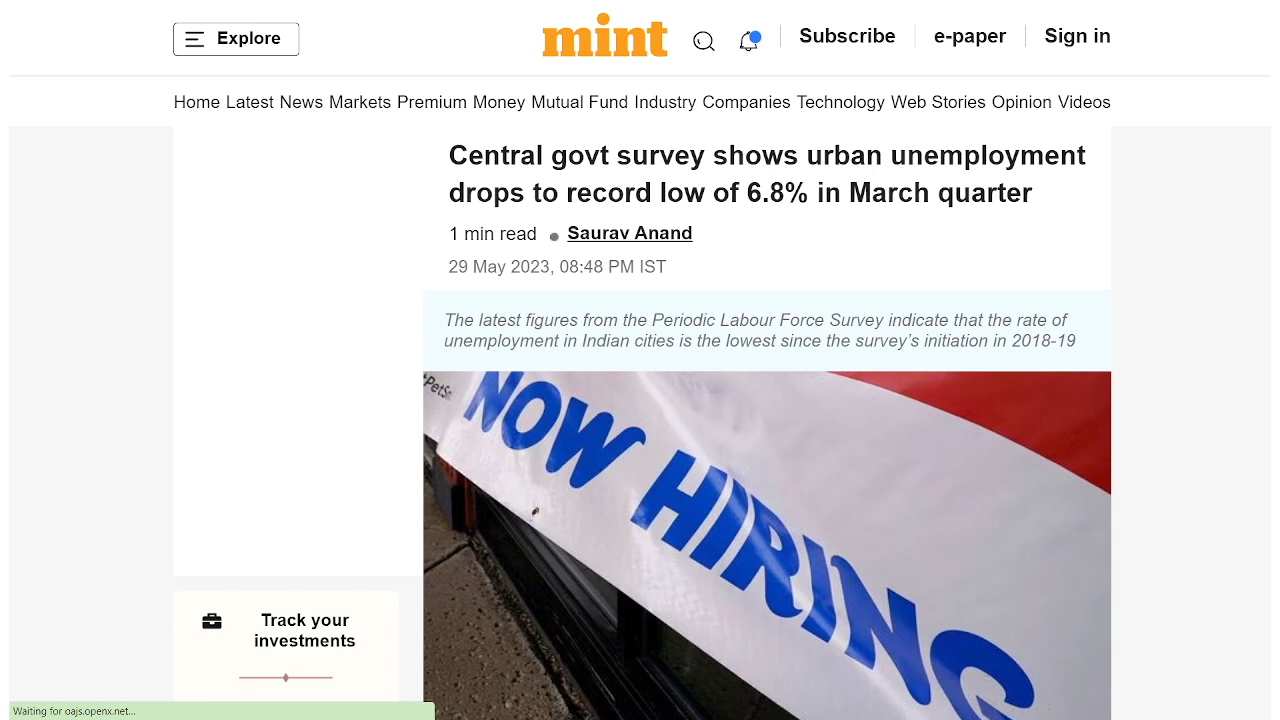 Explore
mint
Subscribe
e-paper
Sign in
Home Latest News Markets Premium Money Mutual Fund Industry Companies Technology Web Stories Opinion Videos
Central govt survey shows urban unemployment
drops to record low of 6.8% in March quarter
1 min read ● Saurav Anand
29 May 2023, 08:48 PM IST
The latest figures from the Periodic Labour Force Survey indicate that the rate of
unemployment in Indian cities is the lowest since the survey's initiation in 2018-19
NOW HIRING
Track your
investments
Waiting for oajs.openx.net...